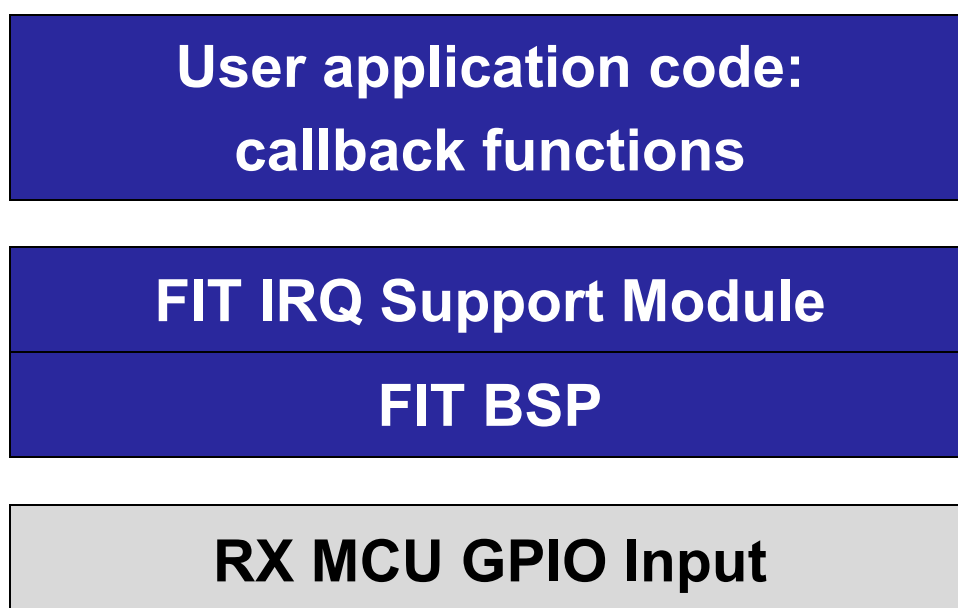 User application code:
callback functions
FIT IRQ Support Module
FIT BSP
RX MCU GPIO Input